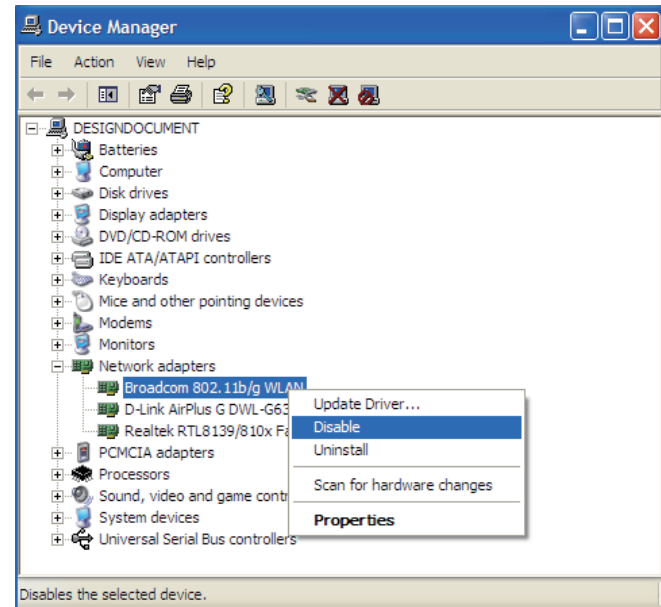 Device Manager
File Action View Help
DESIGNDOCUMENT
Batteries
Computer
Disk drives
Display adapters
DVD/CD-ROM drives
IDE ATA/ATAPI controllers
Keyboards
Mice and other pointing devices
Modems
Monitors
Network adapters
Broadcom 802.11b/g WLAN
D-Link AirPlus G DWL-G63
Realtek RTL8139/810x Fa
PCMCIA adapters
Processors
Sound, video and game contr
System devices
Universal Serial Bus controllers
Update Driver...
Disable
Uninstall
Scan for hardware changes
Properties
Disables the selected device.